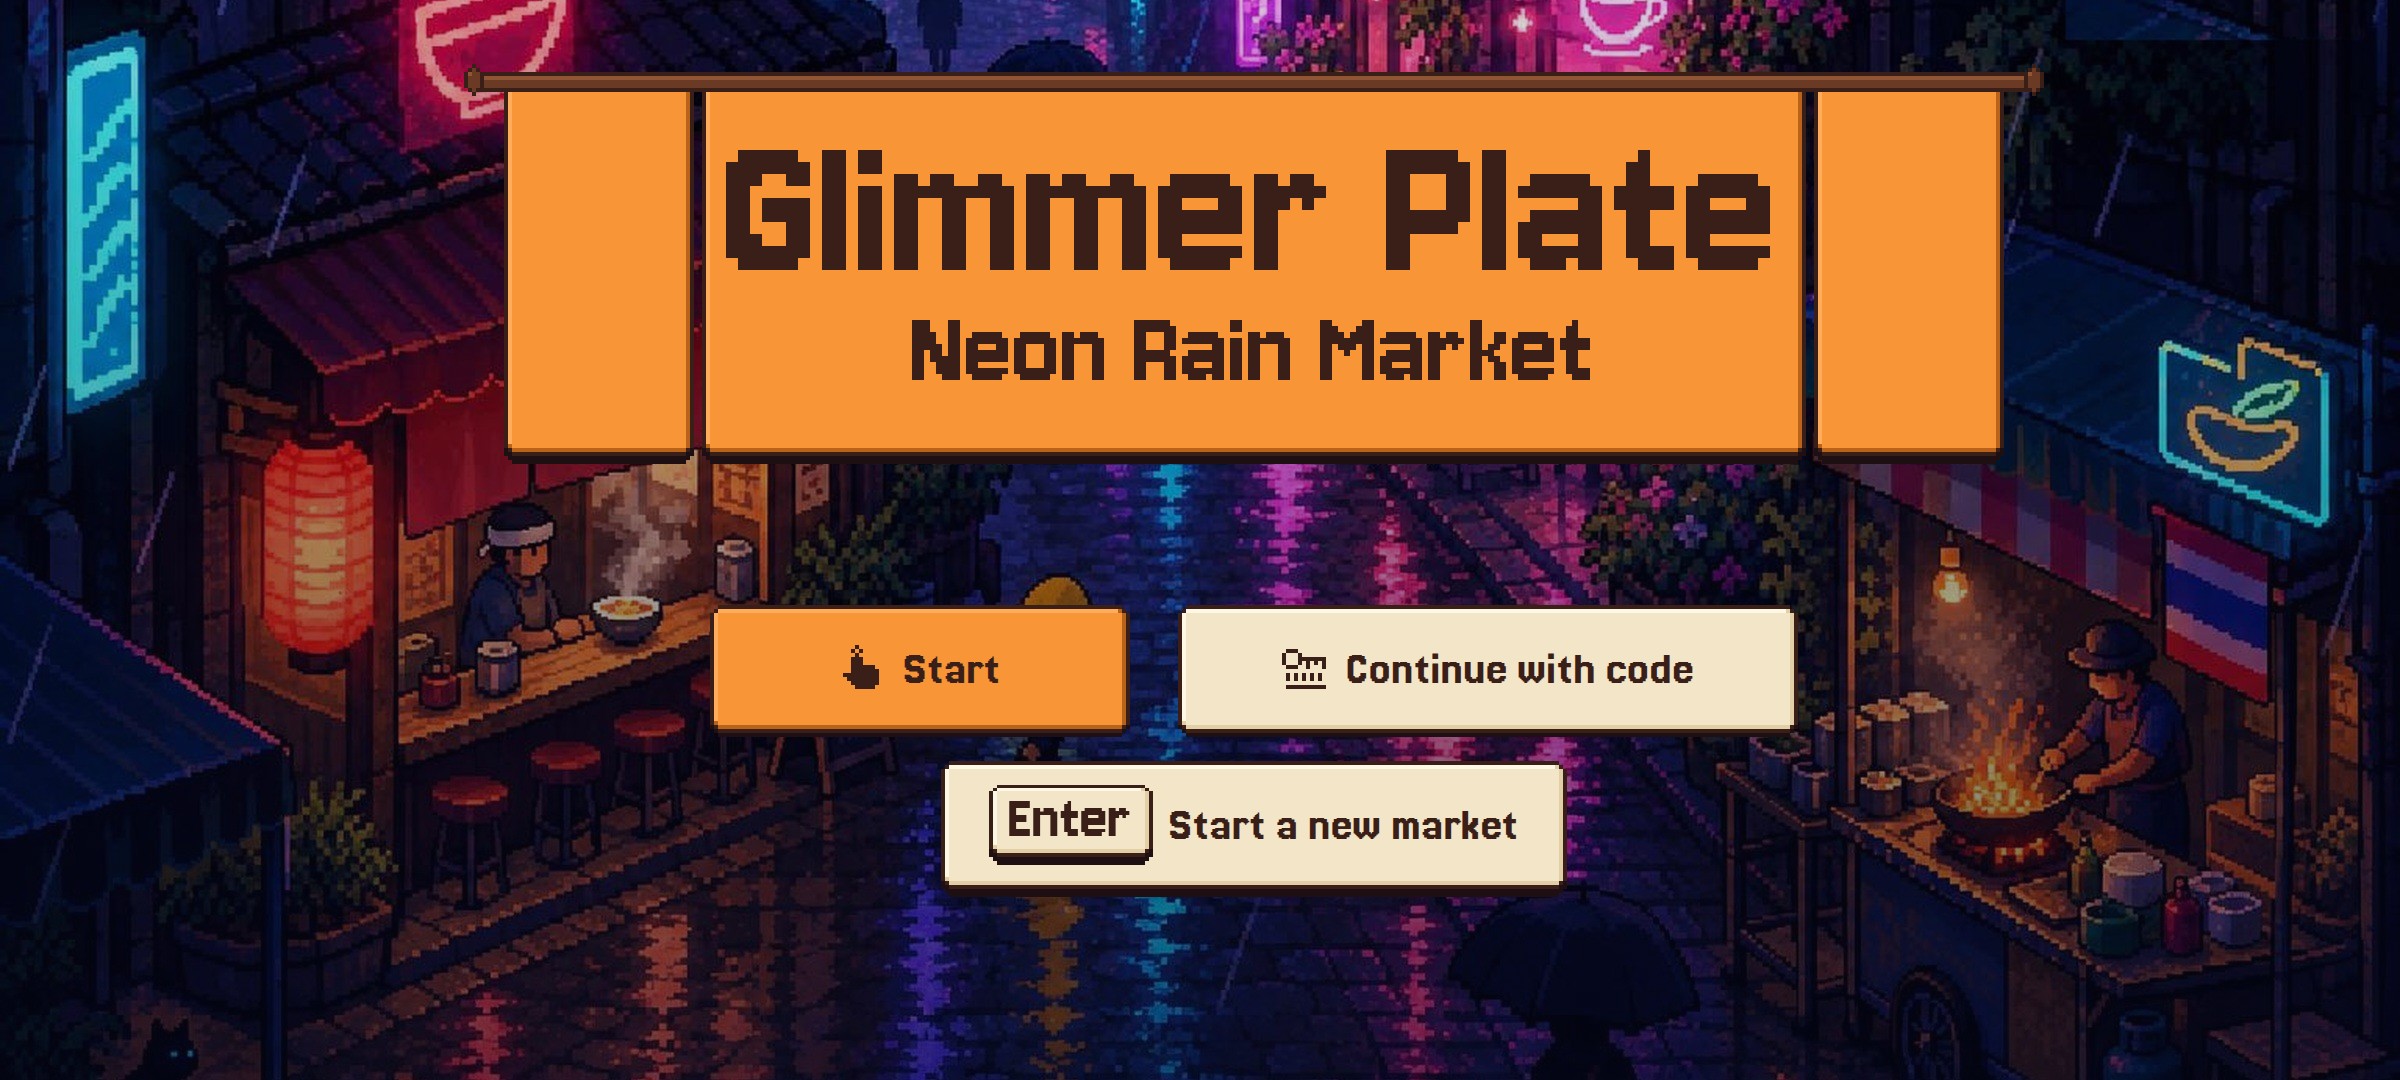 Glimmer Plate
Neon Rain Market
Start
Continue with code
Enter Start a new market